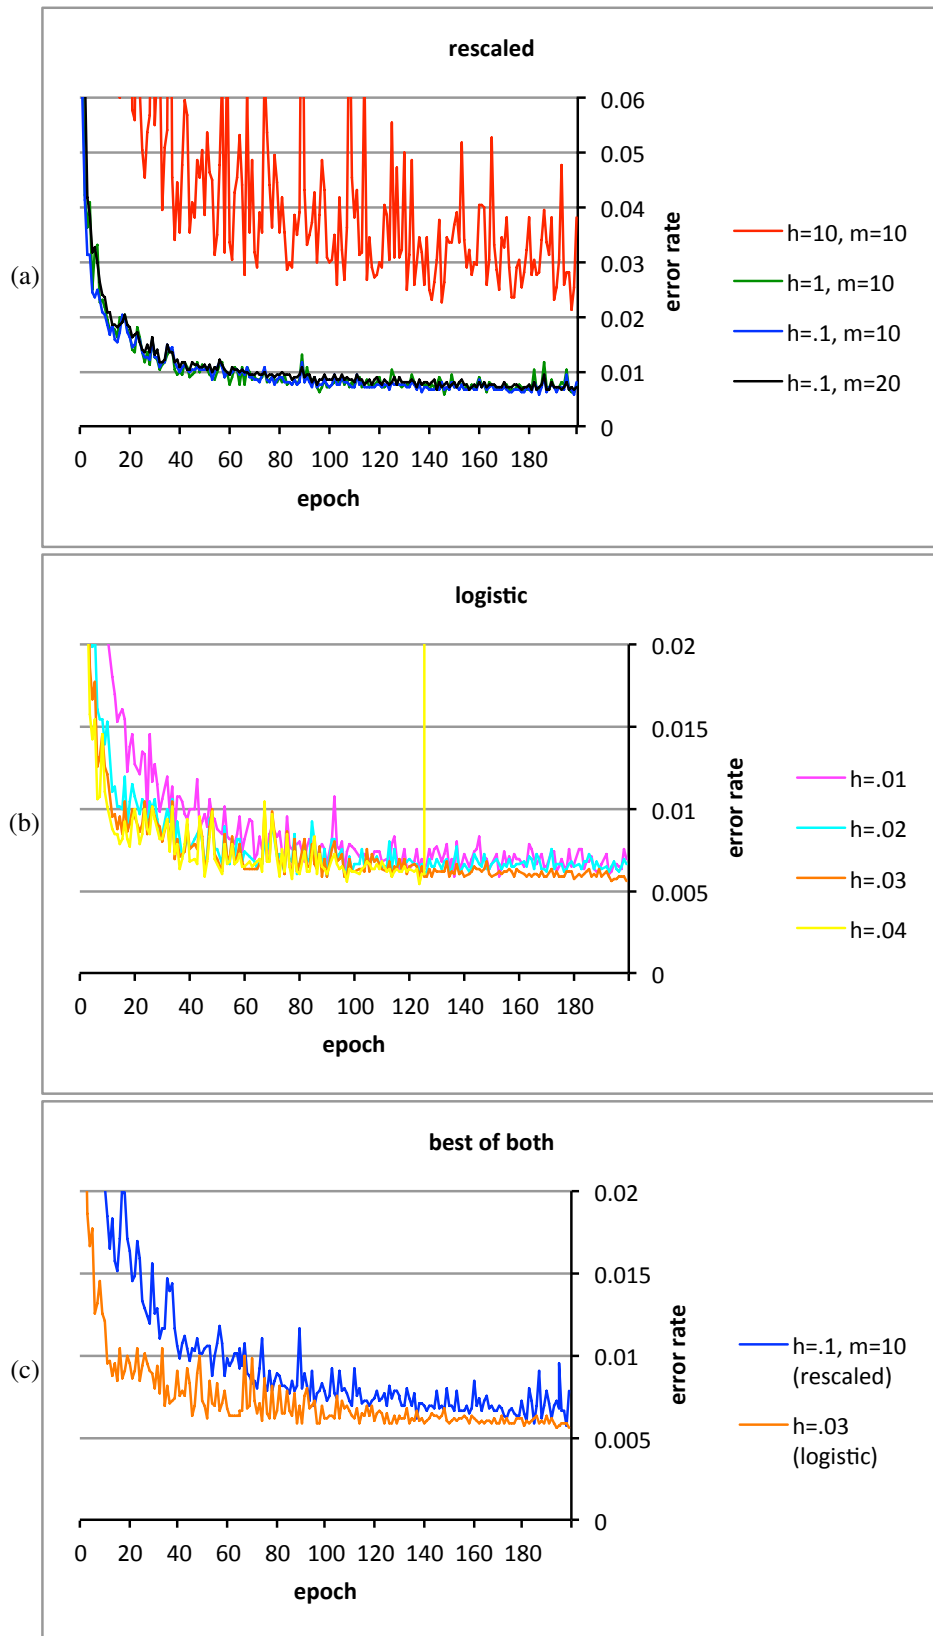 rescaled
0.06
0.05
0.04
0.03
0.02
0.01
0
error rate
0 20 40 60 80 100 120 140 160 180
epoch
h=10, m=10
h=1, m=10
h=.1, m=10
h=.1, m=20
(a)
logistic
0.02
0.015
0.01
0.005
0
error rate
0 20 40 60 80 100 120 140 160 180
epoch
h=.01
h=.02
h=.03
h=.04
(b)
best of both
0.02
0.015
0.01
0.005
0
error rate
0 20 40 60 80 100 120 140 160 180
epoch
h=.1, m=10
(rescaled)
h=.03
(logistic)
(c)